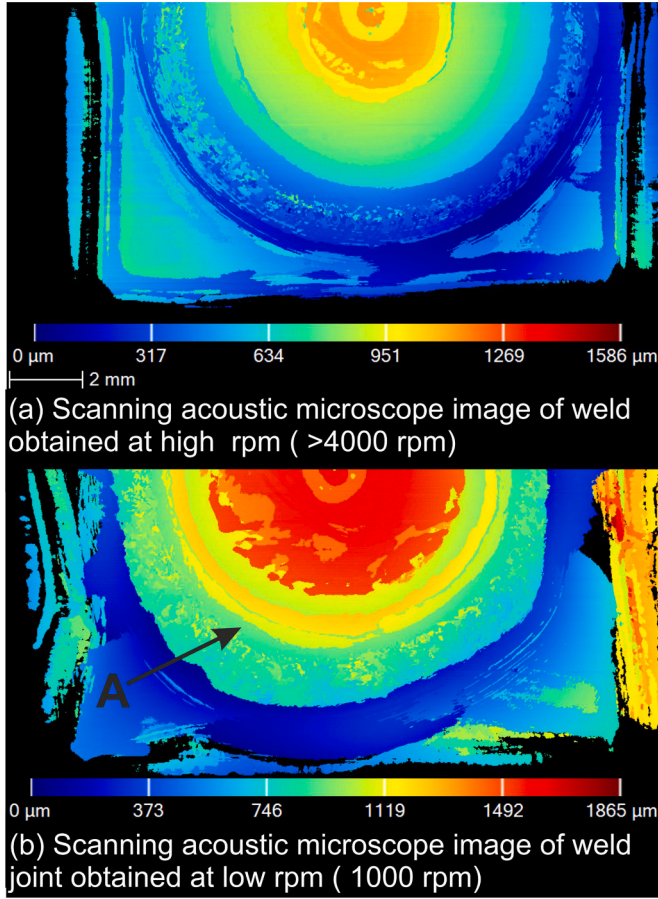 0 µm 317 634 951 1269 1586 µm
2 mm
(a) Scanning acoustic microscope image of weld
obtained at high rpm ( >4000 rpm)
A
0 µm 373 746 1119 1492 1865 µm
(b) Scanning acoustic microscope image of weld
joint obtained at low rpm ( 1000 rpm)